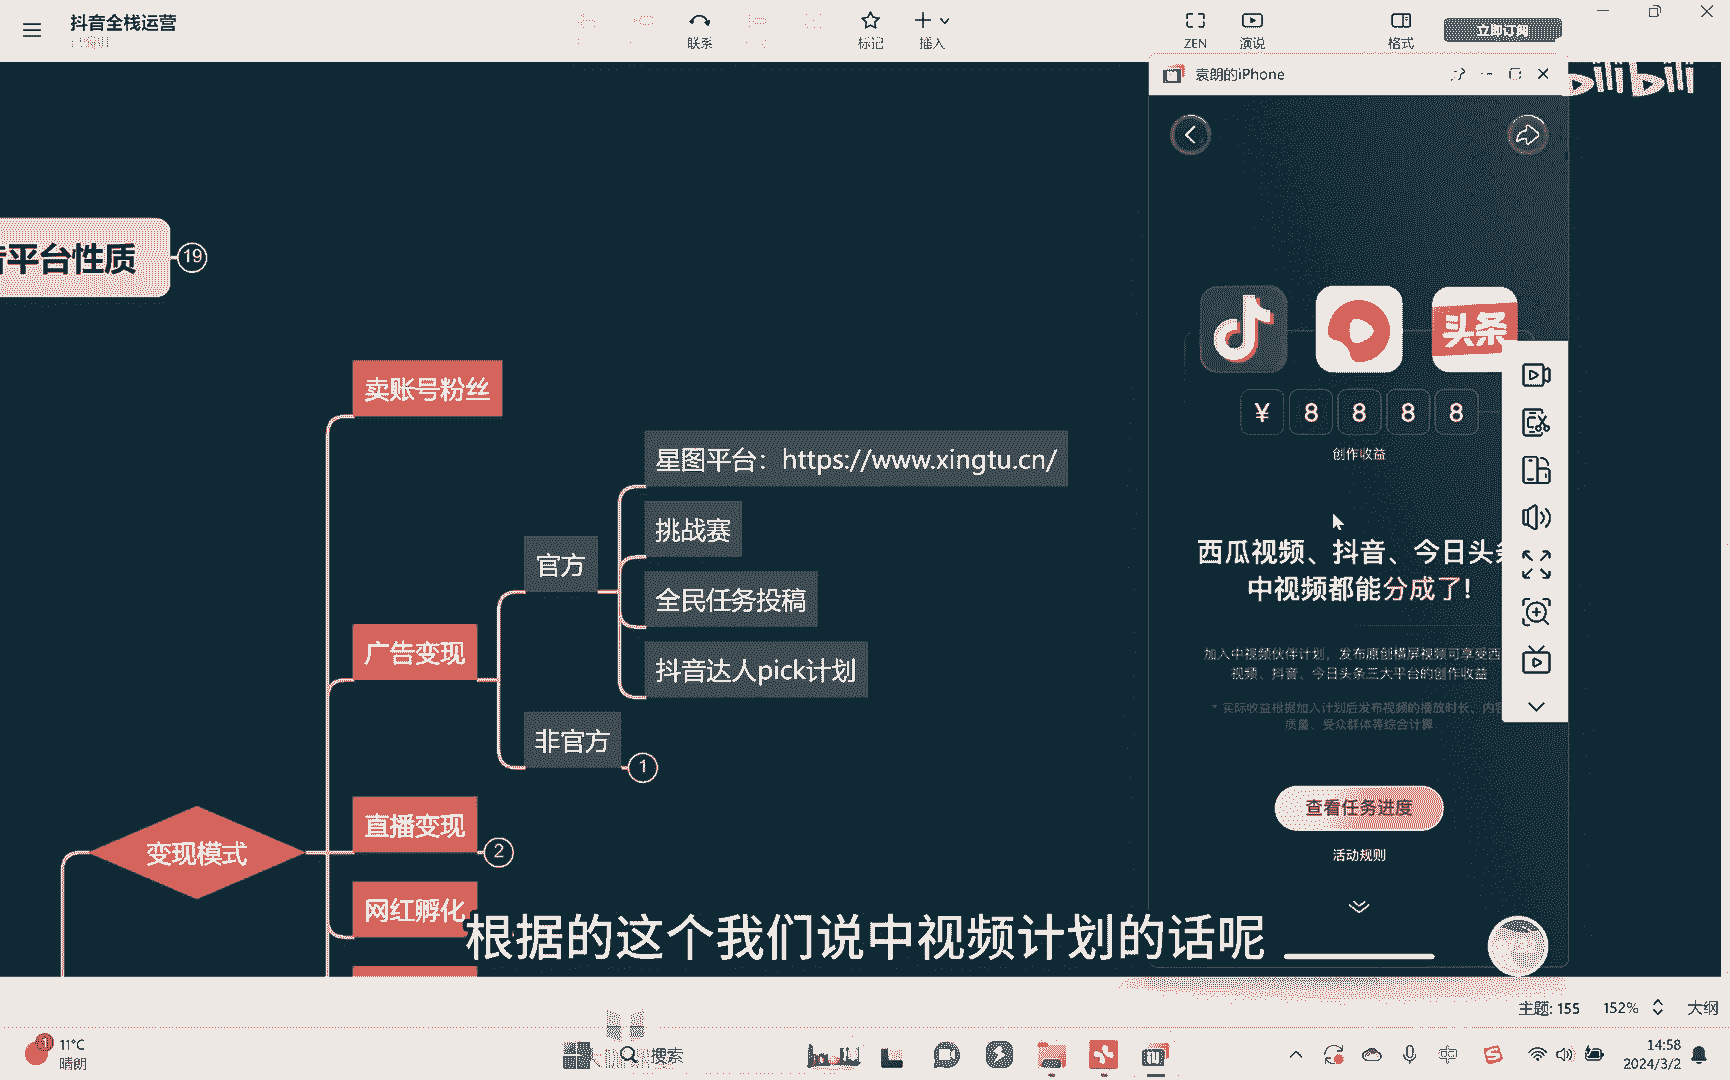 抖音全栈运营
联系
标记
插入
ZEN
演说
格式
立即订阅
袁朗的iPhone
bilibili
平台性质
19
头条
¥ 8 8 8 8
创作收益
卖账号粉丝
星图平台：https://www.xingtu.cn/
挑战赛
官方
西瓜视频、抖音、今日头条
中视频都能分成了!
全民任务投稿
广告变现
抖音达人pick计划
加入中视频伙伴计划，发布原创横屏视频可享受西
视频、抖音、今日头条三大平台的创作收益
* 实际收益根据加入计划后发布视频的播放时长、内容
质量、受众群体等综合计算
非官方
1
直播变现
2
查看任务进度
变现模式
活动规则
网红孵化
根据的这个我们说中视频计划的话呢
主题: 155
152%
大纲
1
11°C
晴朗
搜索
中
14:58
2024/3/2